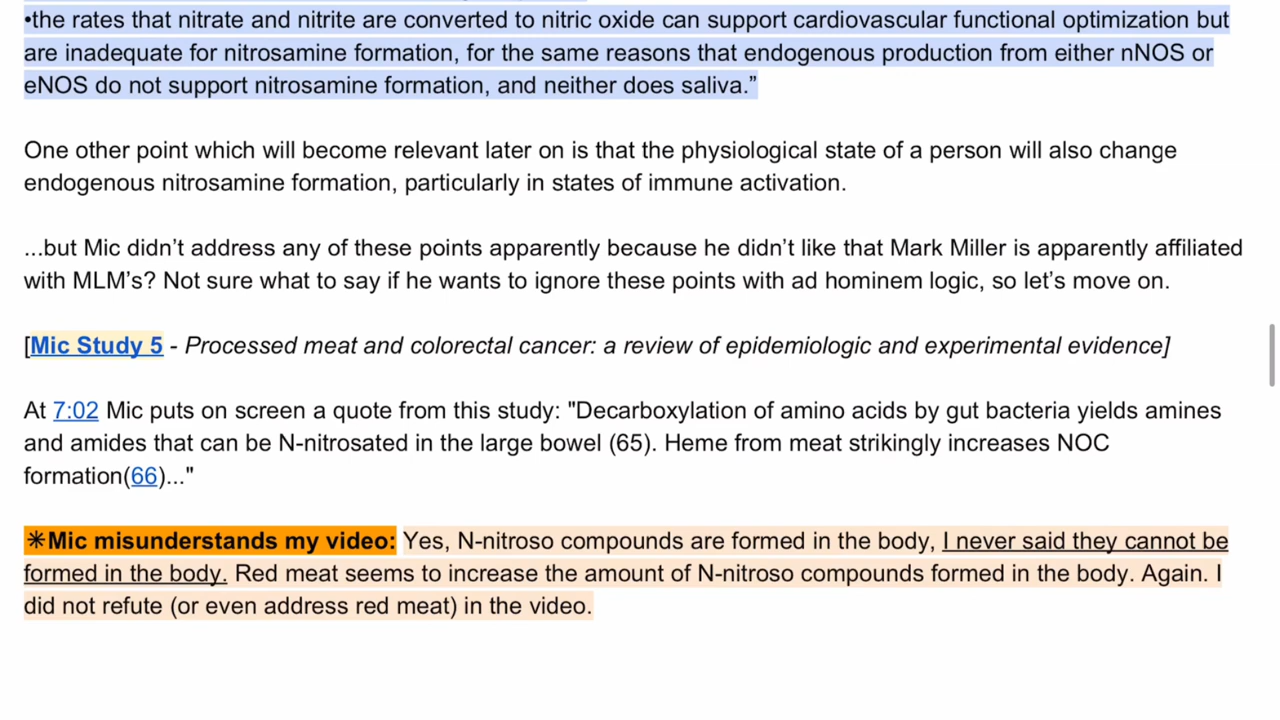 •the rates that nitrate and nitrite are converted to nitric oxide can support cardiovascular functional optimization but
are inadequate for nitrosamine formation, for the same reasons that endogenous production from either nNOS or
eNOS do not support nitrosamine formation, and neither does saliva.”
One other point which will become relevant later on is that the physiological state of a person will also change
endogenous nitrosamine formation, particularly in states of immune activation.
...but Mic didn’t address any of these points apparently because he didn’t like that Mark Miller is apparently affiliated
with MLM’s? Not sure what to say if he wants to ignore these points with ad hominem logic, so let’s move on.
[Mic Study 5 - Processed meat and colorectal cancer: a review of epidemiologic and experimental evidence]
At 7:02 Mic puts on screen a quote from this study: "Decarboxylation of amino acids by gut bacteria yields amines
and amides that can be N-nitrosated in the large bowel (65). Heme from meat strikingly increases NOC
formation(66)..."
✳Mic misunderstands my video: Yes, N-nitroso compounds are formed in the body, I never said they cannot be
formed in the body. Red meat seems to increase the amount of N-nitroso compounds formed in the body. Again. I
did not refute (or even address red meat) in the video.